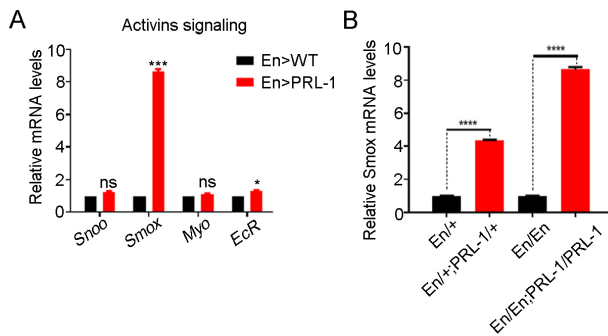 A
Activins signaling
Relative mRNA levels
10
8
6
4
2
0
ns
***
ns
*
En>WT
En>PRL-1
Snoo
Smox
Myo
EcR
B
Relative Smox mRNA levels
10
8
6
4
2
0
****
****
En/+
En/+;PRL-1/+
En/En
En/En;PRL-1/PRL-1